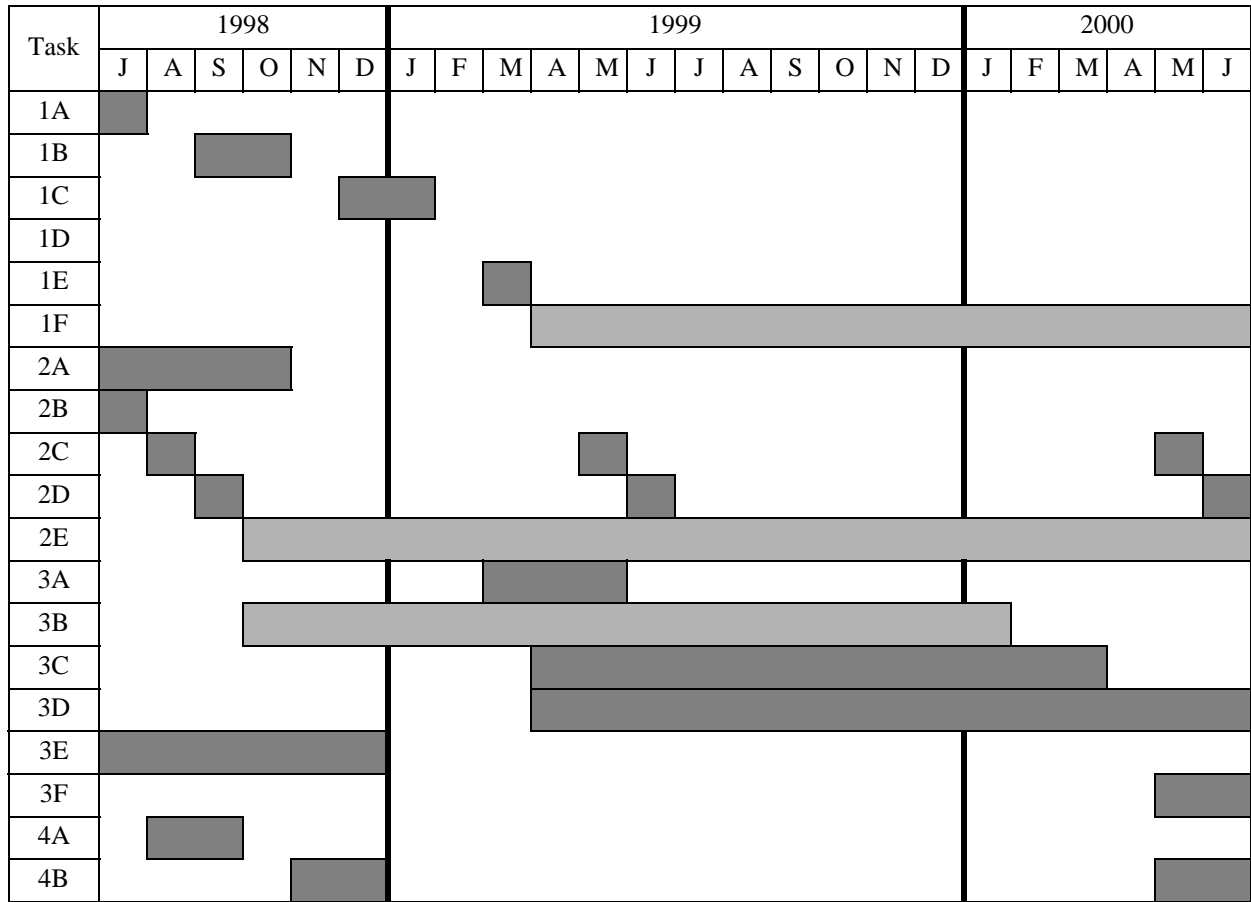 Task 1998 1999 2000
J A S O N D J F M A M J J A S O N D J F M A M J
1A
1B
1C
1D
1E
1F
2A
2B
2C
2D
2E
3A
3B
3C
3D
3E
3F
4A
4B